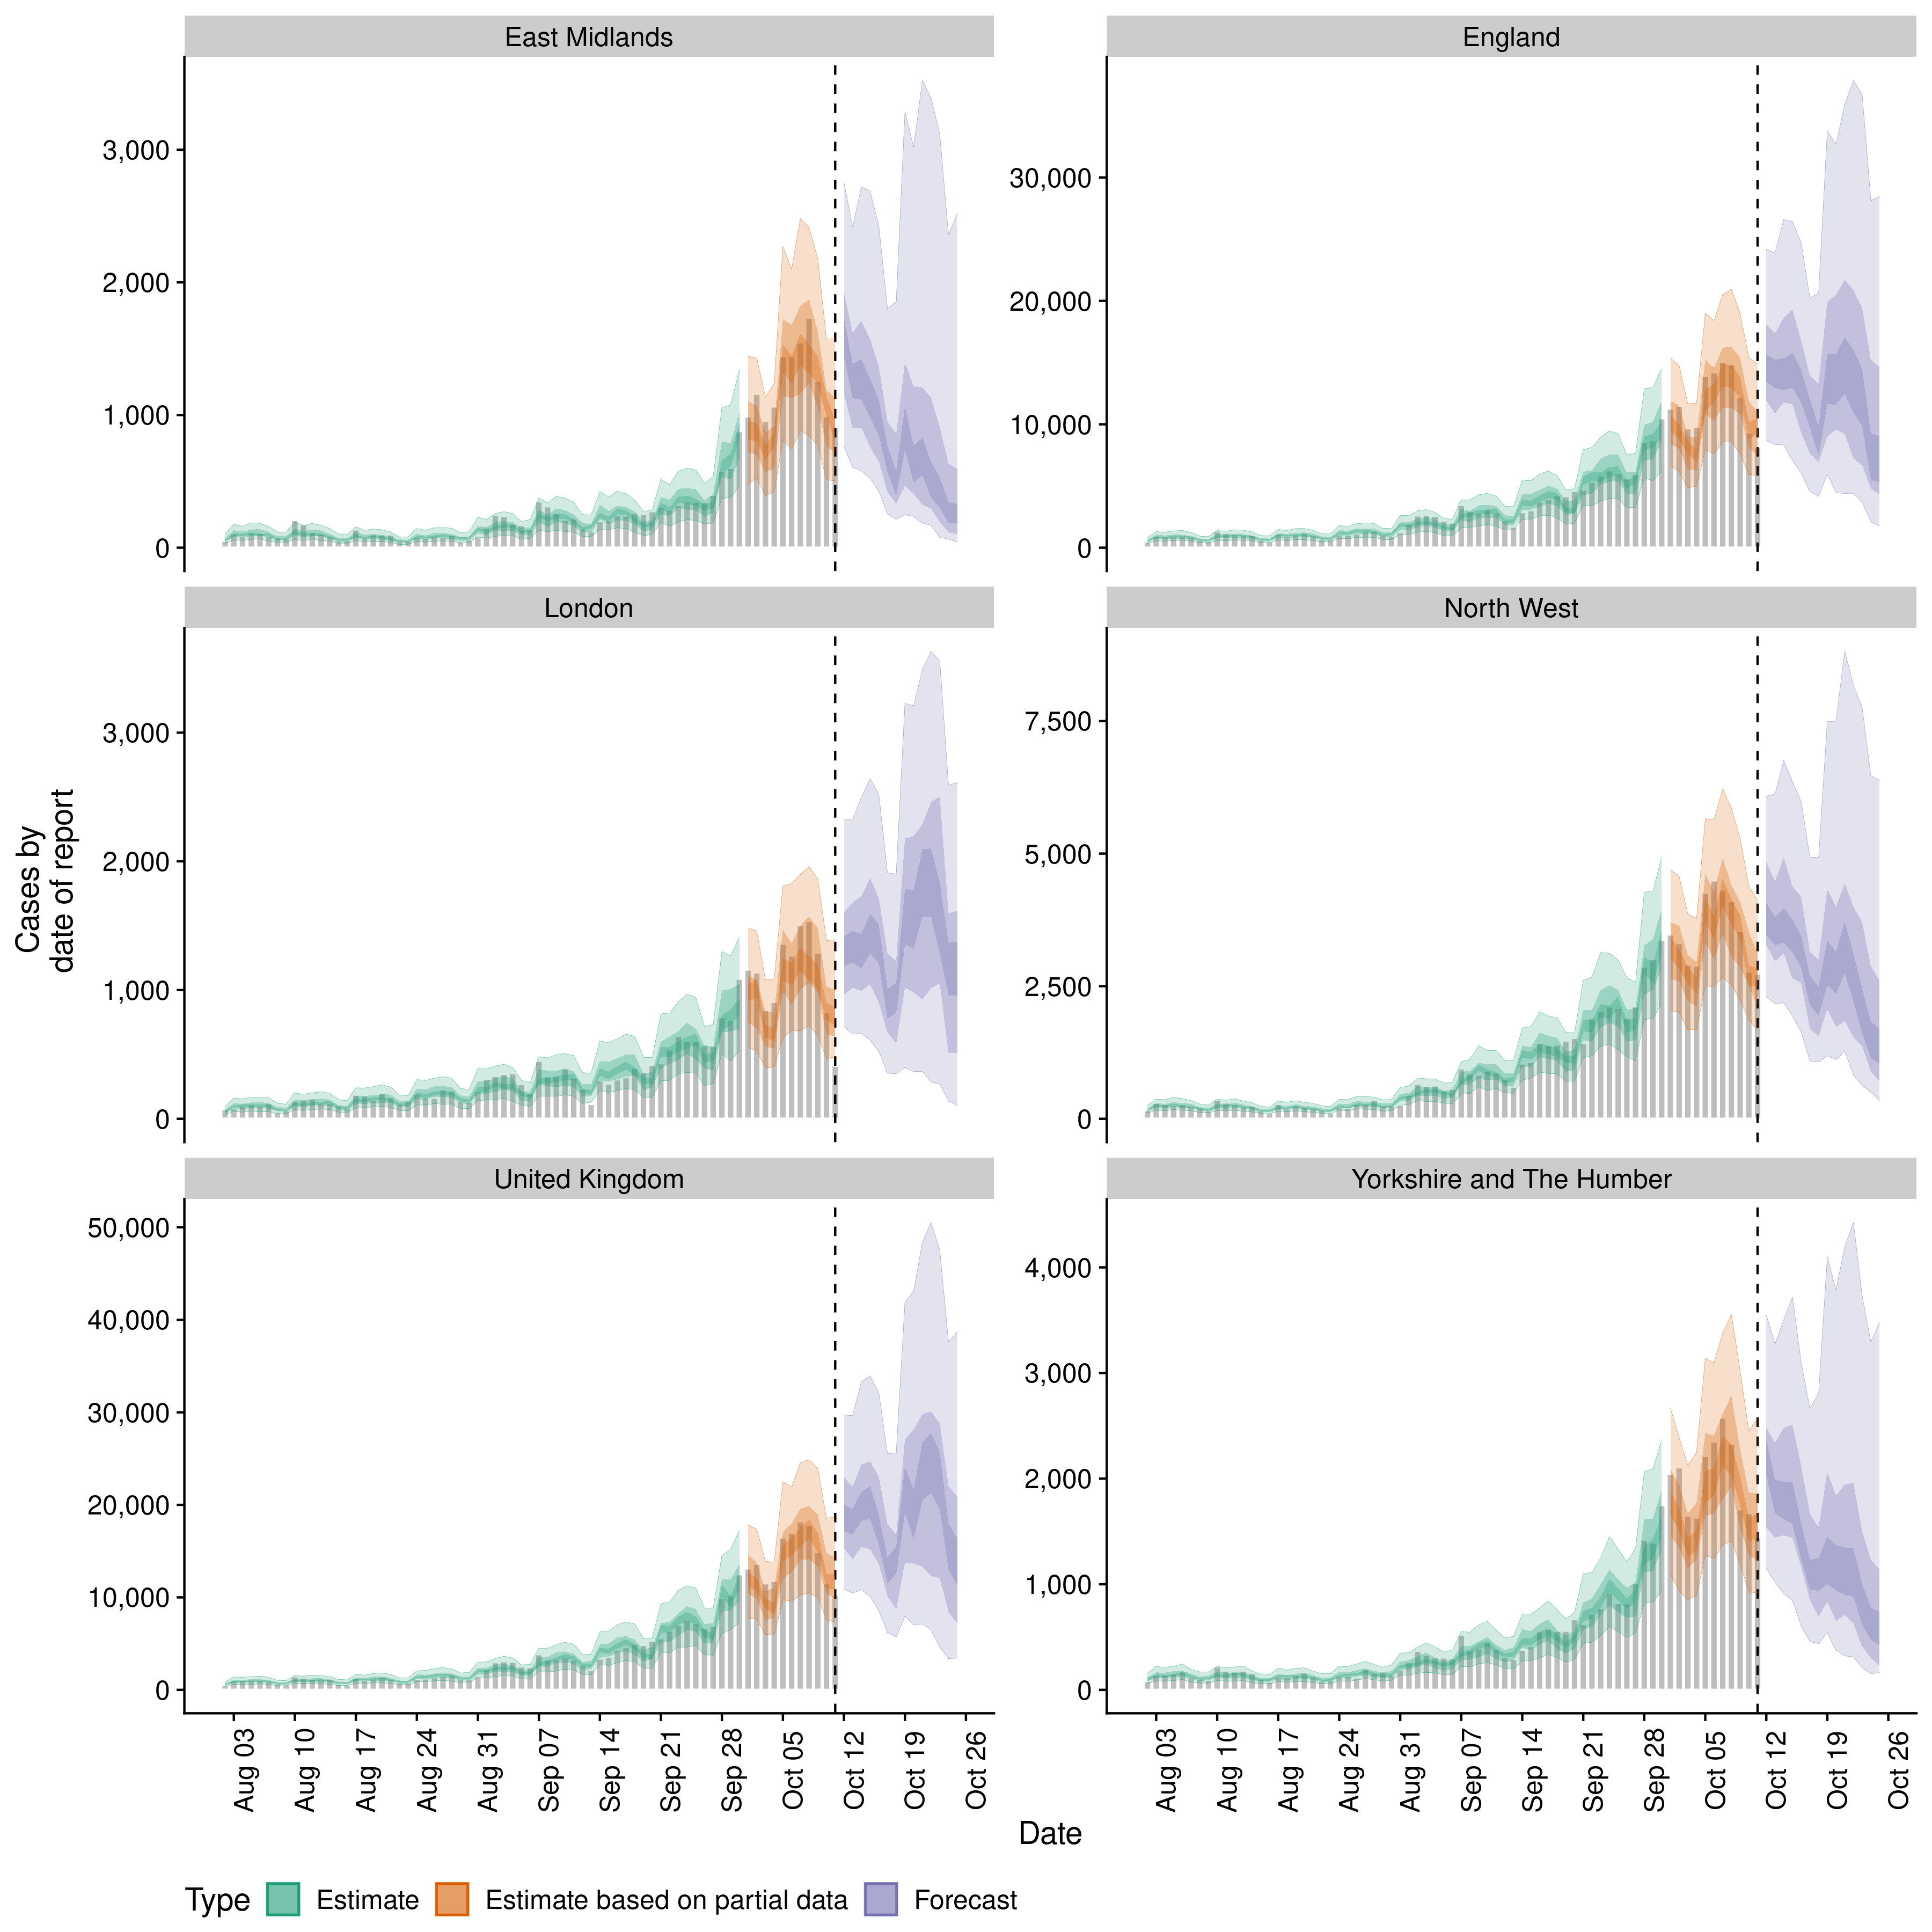 East Midlands
England
3,000
2,000
1,000
0
30,000
20,000
10,000
0
London
North West
3,000
2,000
1,000
0
7,500
5,000
2,500
0
Cases by
date of report
United Kingdom
Yorkshire and The Humber
50,000
40,000
30,000
20,000
10,000
0
4,000
3,000
2,000
1,000
0
Aug 03
Aug 10
Aug 17
Aug 24
Aug 31
Sep 07
Sep 14
Sep 21
Sep 28
Oct 05
Oct 12
Oct 19
Oct 26
Aug 03
Aug 10
Aug 17
Aug 24
Aug 31
Sep 07
Sep 14
Sep 21
Sep 28
Oct 05
Oct 12
Oct 19
Oct 26
Date
Type Estimate Estimate based on partial data Forecast